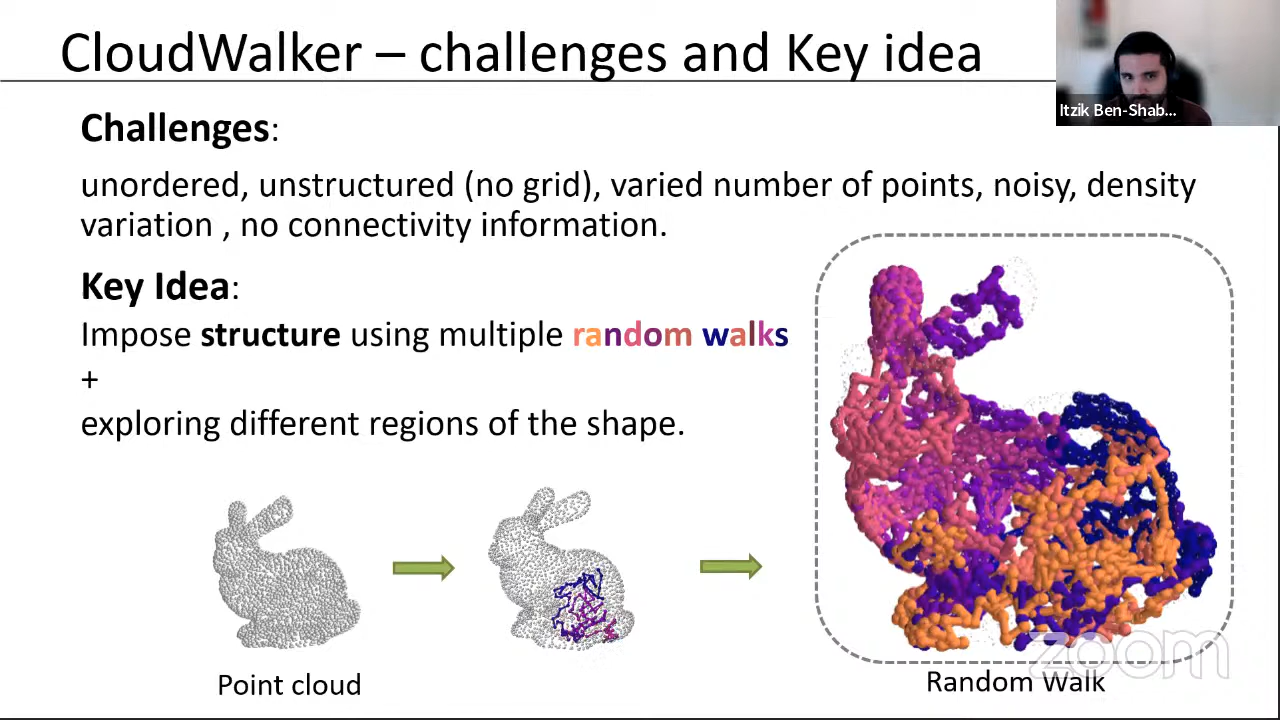 CloudWalker – challenges and Key idea
Itzik Ben-Shab...
Challenges:
unordered, unstructured (no grid), varied number of points, noisy, density
variation , no connectivity information.
Key Idea:
Impose structure using multiple random walks
+
exploring different regions of the shape.
Point cloud
Random Walk
zoom